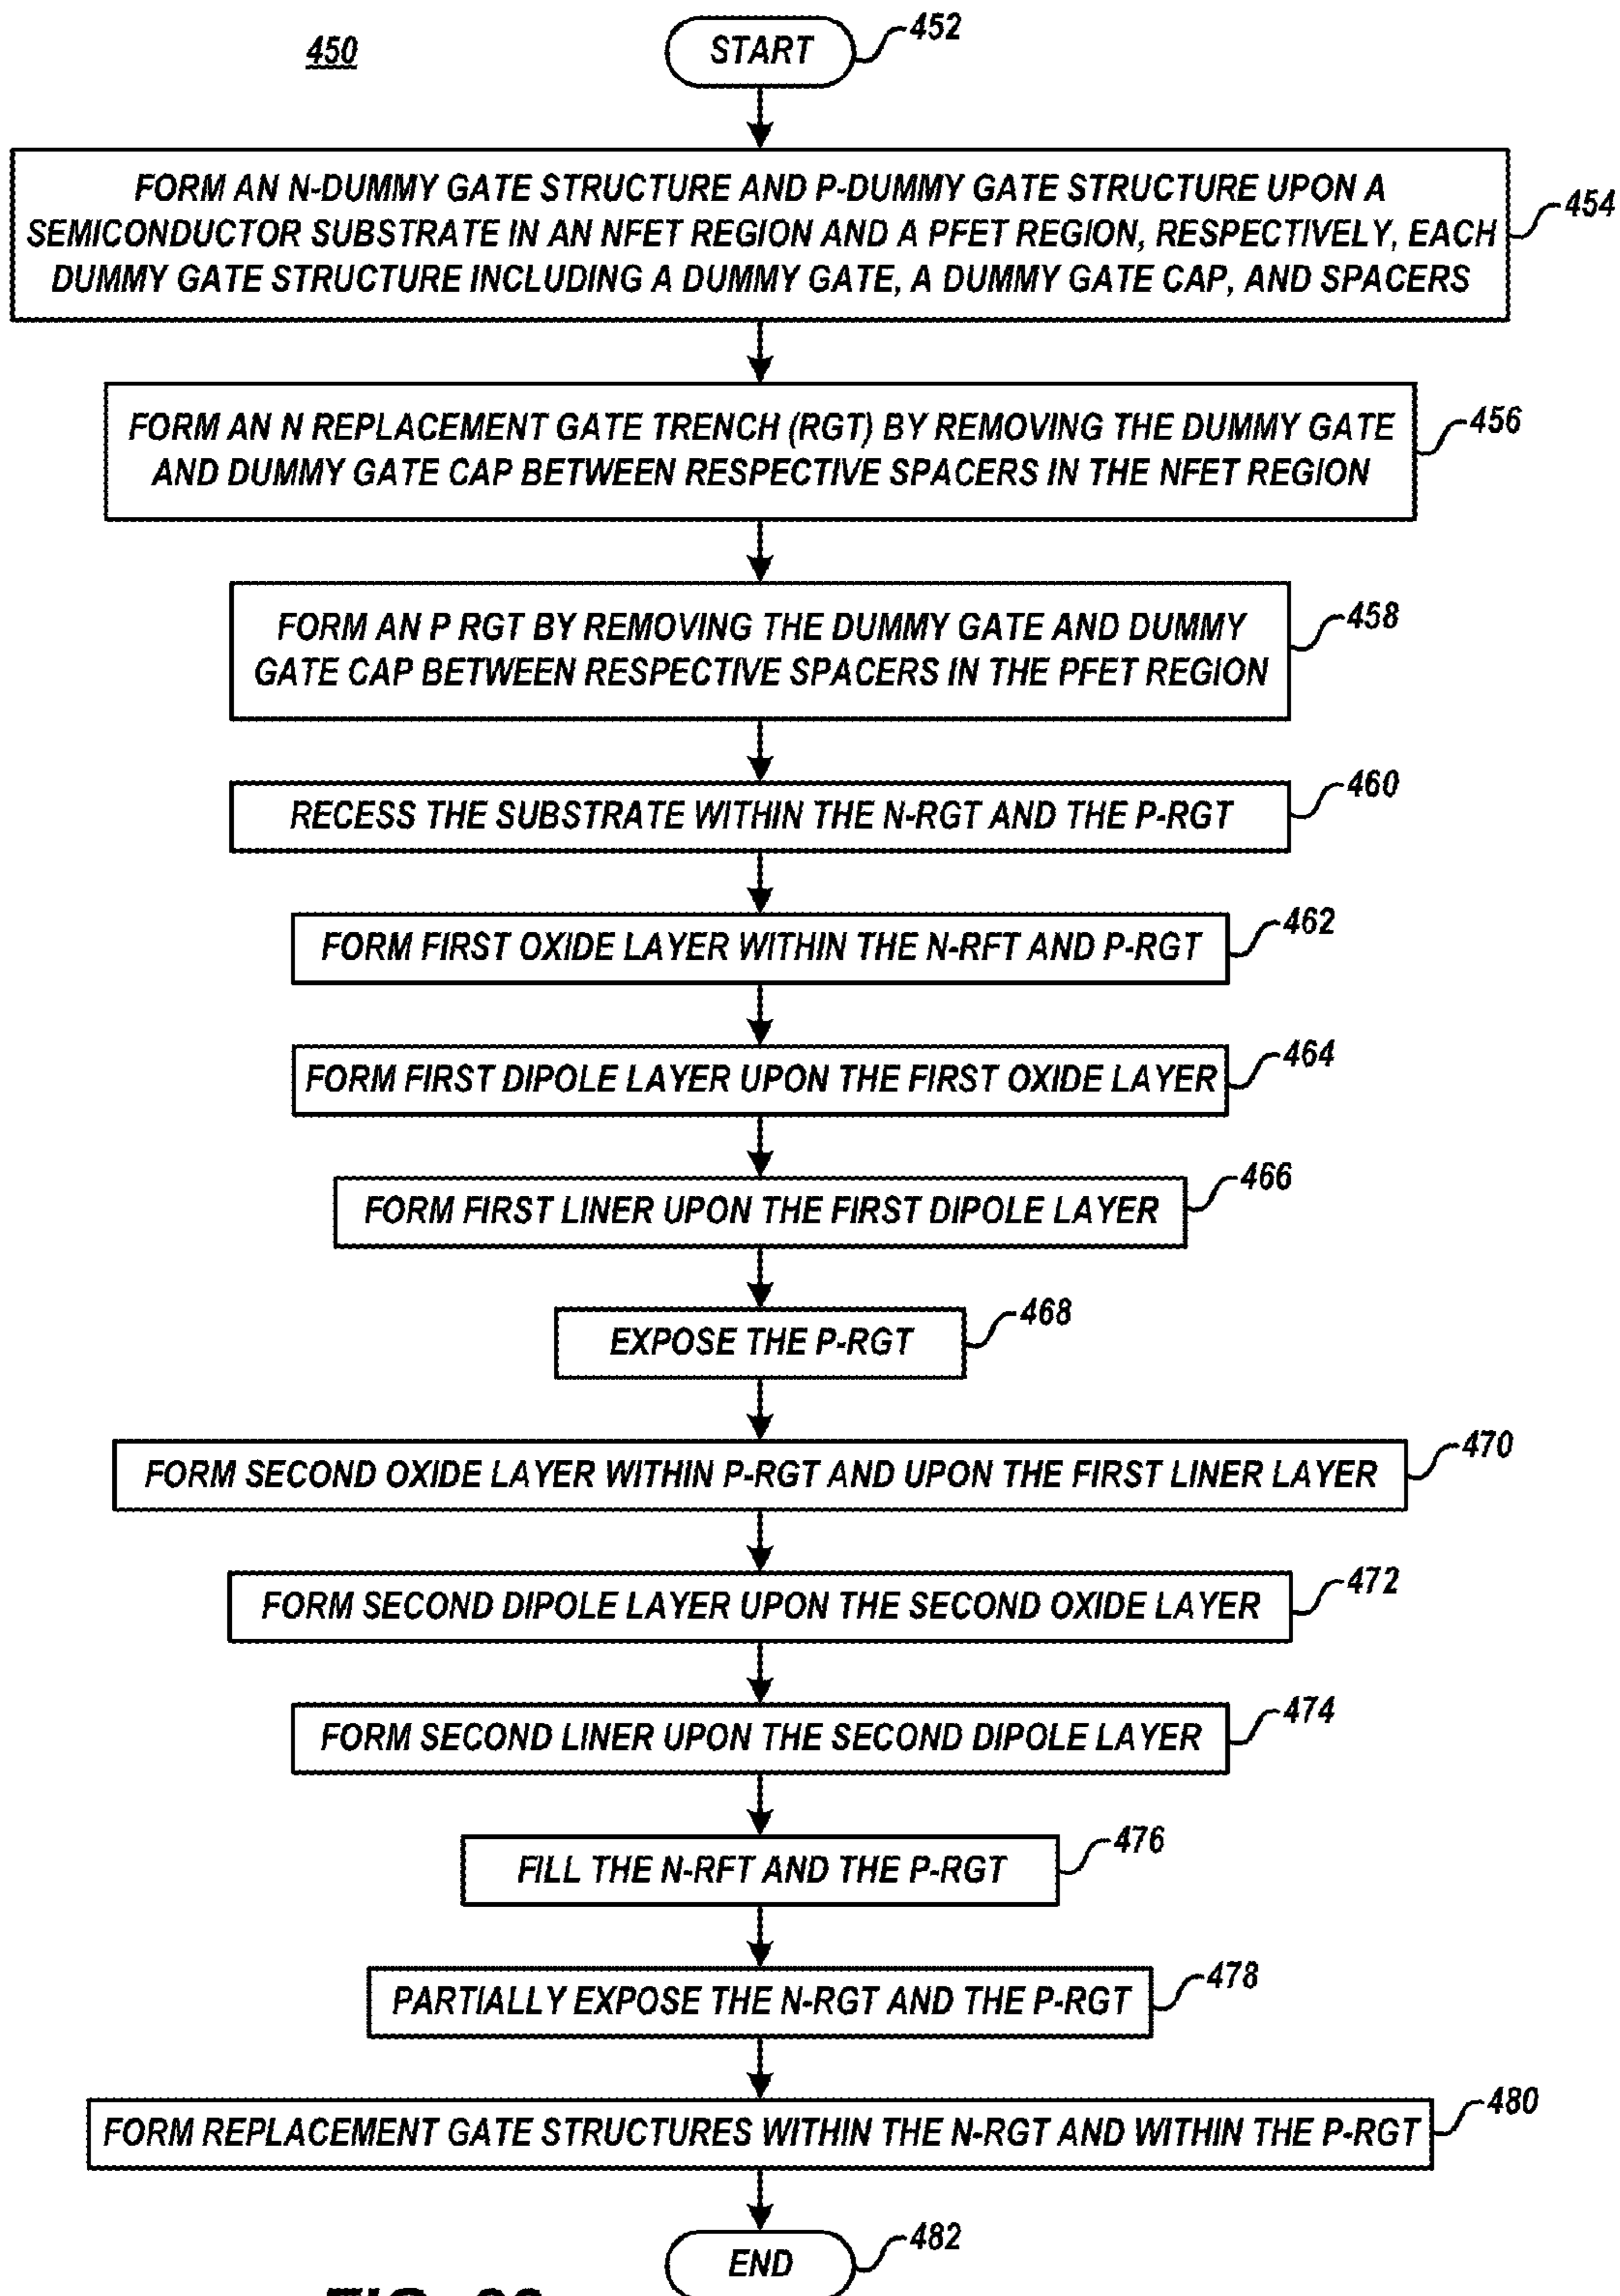 450
START
452
FORM AN N-DUMMY GATE STRUCTURE AND P-DUMMY GATE STRUCTURE UPON A
SEMICONDUCTOR SUBSTRATE IN AN NFET REGION AND A PFET REGION, RESPECTIVELY, EACH
DUMMY GATE STRUCTURE INCLUDING A DUMMY GATE, A DUMMY GATE CAP, AND SPACERS
454
FORM AN N REPLACEMENT GATE TRENCH (RGT) BY REMOVING THE DUMMY GATE
AND DUMMY GATE CAP BETWEEN RESPECTIVE SPACERS IN THE NFET REGION
456
FORM AN P RGT BY REMOVING THE DUMMY GATE AND DUMMY
GATE CAP BETWEEN RESPECTIVE SPACERS IN THE PFET REGION
458
RECESS THE SUBSTRATE WITHIN THE N-RGT AND THE P-RGT
460
FORM FIRST OXIDE LAYER WITHIN THE N-RFT AND P-RGT
462
FORM FIRST DIPOLE LAYER UPON THE FIRST OXIDE LAYER
464
FORM FIRST LINER UPON THE FIRST DIPOLE LAYER
466
EXPOSE THE P-RGT
468
FORM SECOND OXIDE LAYER WITHIN P-RGT AND UPON THE FIRST LINER LAYER
470
FORM SECOND DIPOLE LAYER UPON THE SECOND OXIDE LAYER
472
FORM SECOND LINER UPON THE SECOND DIPOLE LAYER
474
FILL THE N-RFT AND THE P-RGT
476
PARTIALLY EXPOSE THE N-RGT AND THE P-RGT
478
FORM REPLACEMENT GATE STRUCTURES WITHIN THE N-RGT AND WITHIN THE P-RGT
480
END
482